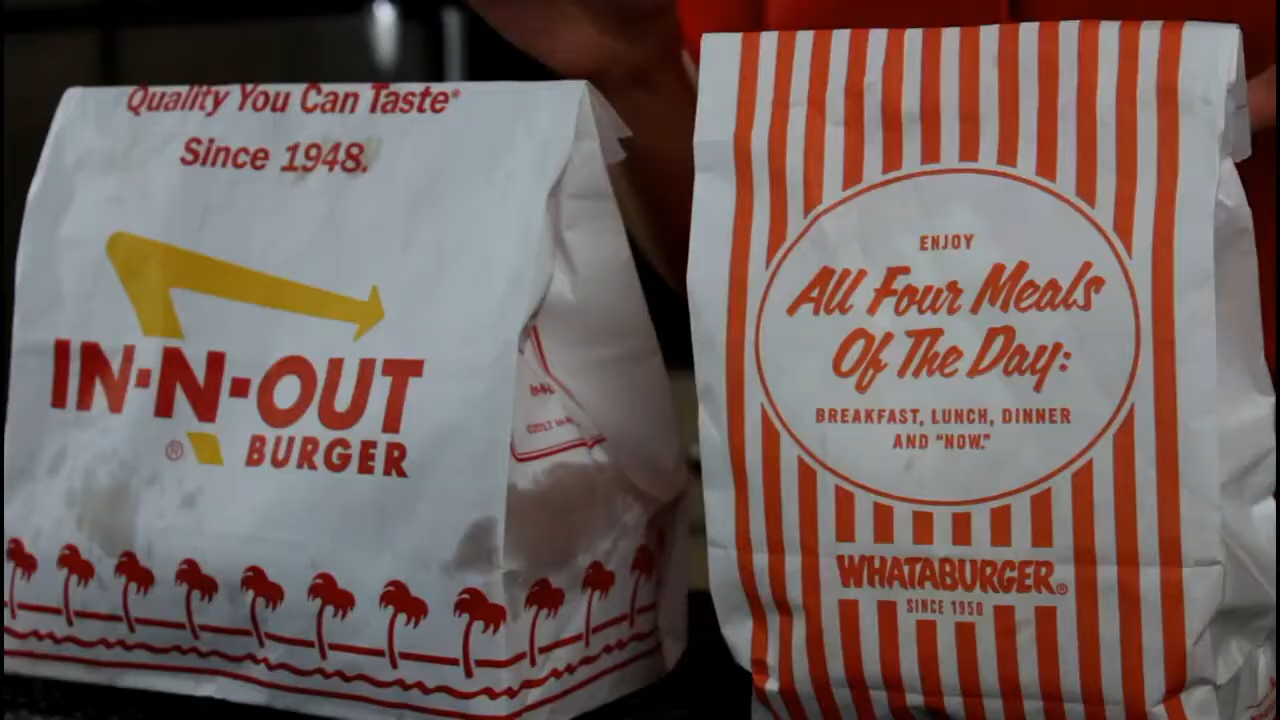 Quality You Can Taste®
Since 1948.
IN-N-OUT
® BURGER
ENJOY
All Four Meals
Of The Day:
BREAKFAST, LUNCH, DINNER
AND "NOW."
WHATABURGER®
SINCE 1950